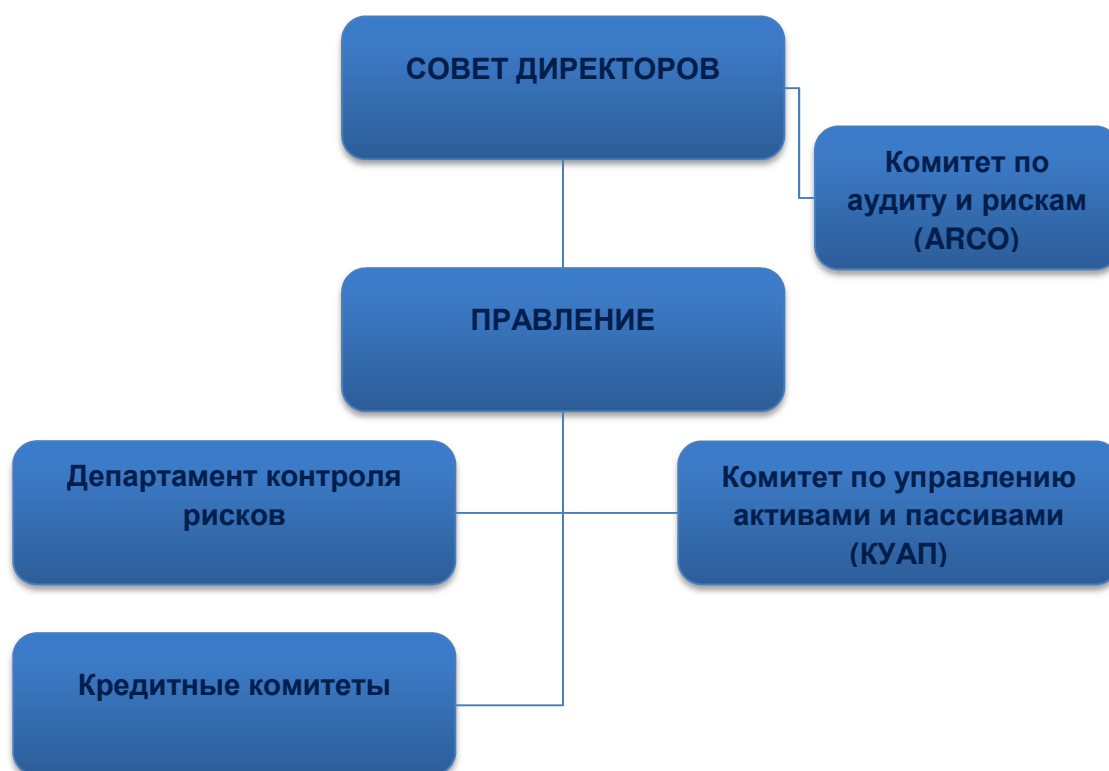 СОВЕТ ДИРЕКТОРОВ
Комитет по
аудиту и рискам
(ARCO)
ПРАВЛЕНИЕ
Департамент контроля
рисков
Комитет по управлению
активами и пассивами
(КУАП)
Кредитные комитеты